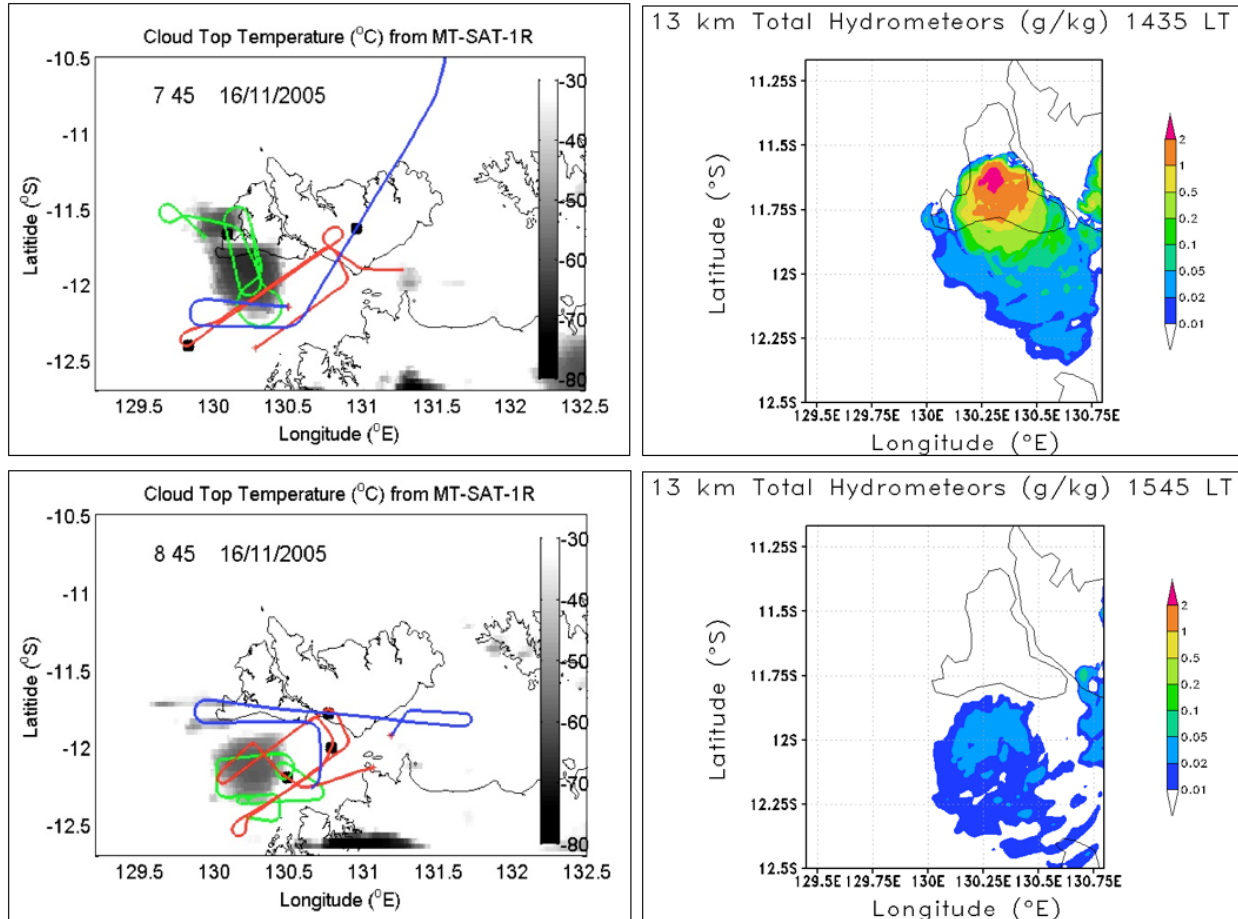 Cloud Top Temperature (⁰C) from MT-SAT-1R
7 45 16/11/2005
Latitide (⁰S)
-10.5
-11
-11.5
-12
-12.5
129.5 130 130.5 131 131.5 132 132.5
Longitude (⁰E)
-30
-40
-50
-60
-70
-80
13 km Total Hydrometeors (g/kg) 1435 LT
Latitude (°S)
11.25S
11.5S
11.75S
12S
12.25S
12.5S
129.5E 129.75E 130E 130.25E 130.5E 130.75E
Longitude (°E)
2
1
0.5
0.2
0.1
0.05
0.02
0.01
Cloud Top Temperature (⁰C) from MT-SAT-1R
8 45 16/11/2005
Latitide (⁰S)
-10.5
-11
-11.5
-12
-12.5
129.5 130 130.5 131 131.5 132 132.5
Longitude (⁰E)
-30
-40
-50
-60
-70
-80
13 km Total Hydrometeors (g/kg) 1545 LT
Latitude (°S)
11.25S
11.5S
11.75S
12S
12.25S
12.5S
129.5E 129.75E 130E 130.25E 130.5E 130.75E
Longitude (°E)
2
1
0.5
0.2
0.1
0.05
0.02
0.01